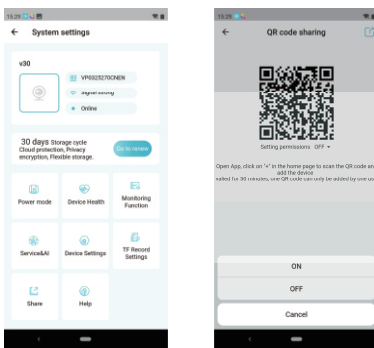 15:29
System settings
v30
VP0325270CNEN
Signal strong
Online
30 days Storage cycle
Cloud protection, Privacy
encryption, Flexible storage.
Go to renew
Power mode
Device Health
Monitoring
Function
Service&AI
Device Settings
TF Record
Settings
Share
Help
15:29
QR code sharing
Setting permissions OFF
Open App, click on '+' in the home page to scan the QR code an
add the device
valied for 30 minutes, one QR code can only be added by one us
ON
OFF
Cancel